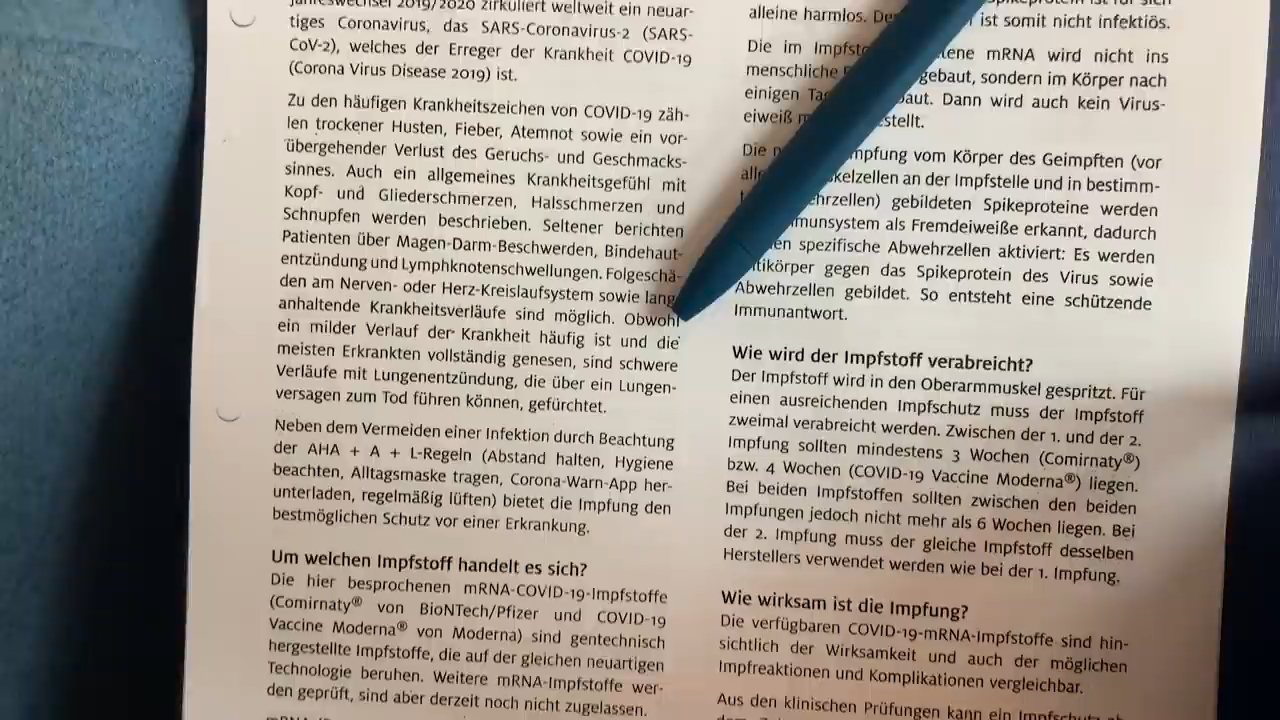 Jahreswechsel 2019/2020 zirkuliert weltweit ein neuar-
tiges Coronavirus, das SARS-Coronavirus-2 (SARS-
CoV-2), welches der Erreger der Krankheit COVID-19
(Corona Virus Disease 2019) ist.
Zu den häufigen Krankheitszeichen von COVID-19 zäh-
len trockener Husten, Fieber, Atemnot sowie ein vor-
übergehender Verlust des Geruchs- und Geschmacks-
sinnes. Auch ein allgemeines Krankheitsgefühl mit
Kopf- und Gliederschmerzen, Halsschmerzen und
Schnupfen werden beschrieben. Seltener berichten
Patienten über Magen-Darm-Beschwerden, Bindehaut-
entzündung und Lymphknotenschwellungen. Folgeschä-
den am Nerven- oder Herz-Kreislaufsystem sowie lang
anhaltende Krankheitsverläufe sind möglich. Obwohl
ein milder Verlauf der Krankheit häufig ist und die
meisten Erkrankten vollständig genesen, sind schwere
Verläufe mit Lungenentzündung, die über ein Lungen-
versagen zum Tod führen können, gefürchtet.
Neben dem Vermeiden einer Infektion durch Beachtung
der AHA + A + L-Regeln (Abstand halten, Hygiene
beachten, Alltagsmaske tragen, Corona-Warn-App her-
unterladen, regelmäßig lüften) bietet die Impfung den
bestmöglichen Schutz vor einer Erkrankung.
Um welchen Impfstoff handelt es sich?
Die hier besprochenen mRNA-COVID-19-Impfstoffe
(Comirnaty® von BioNTech/Pfizer und COVID-19
Vaccine Moderna® von Moderna) sind gentechnisch
hergestellte Impfstoffe, die auf der gleichen neuartigen
Technologie beruhen. Weitere mRNA-Impfstoffe wer-
den geprüft, sind aber derzeit noch nicht zugelassen.
alleine harmlos. ist somit nicht infektiös.
Die im mRNA wird nicht ins
menschliche gebaut, sondern im Körper nach
einigen baut. Dann wird auch kein Virus-
eiweiß stellt.
Die mpfung vom Körper des Geimpften (vor
kelzellen an der Impfstelle und in bestimm-
ehrzellen) gebildeten Spikeproteine werden
munsystem als Fremdeiweiße erkannt, dadurch
spezifische Abwehrzellen aktiviert: Es werden
tikörper gegen das Spikeprotein des Virus sowie
Abwehrzellen gebildet. So entsteht eine schützende
Immunantwort.
Wie wird der Impfstoff verabreicht?
Der Impfstoff wird in den Oberarmmuskel gespritzt. Für
einen ausreichenden Impfschutz muss der Impfstoff
zweimal verabreicht werden. Zwischen der 1. und der 2.
Impfung sollten mindestens 3 Wochen (Comirnaty®)
bzw. 4 Wochen (COVID-19 Vaccine Moderna®) liegen.
Bei beiden Impfstoffen sollten zwischen den beiden
Impfungen jedoch nicht mehr als 6 Wochen liegen. Bei
der 2. Impfung muss der gleiche Impfstoff desselben
Herstellers verwendet werden wie bei der 1. Impfung.
Wie wirksam ist die Impfung?
Die verfügbaren COVID-19-mRNA-Impfstoffe sind hin-
sichtlich der Wirksamkeit und auch der möglichen
Impfreaktionen und Komplikationen vergleichbar.
Aus den klinischen Prüfungen kann ein Impfschutz